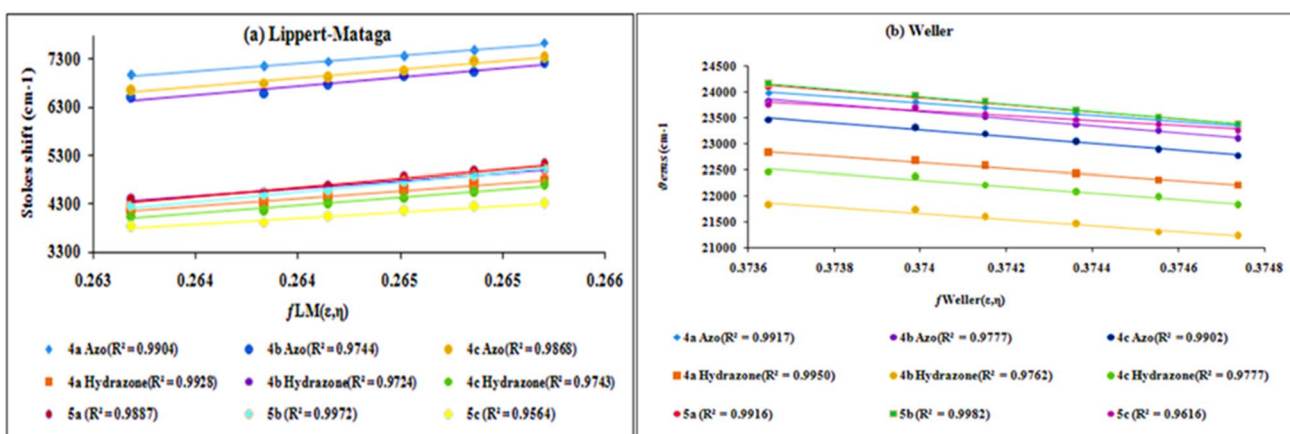 (a) Lippert-Mataga
Stokes shift (cm-1)
7300
6300
5300
4300
3300
0.263 0.264 0.264 0.265 0.265 0.266
fLM(ε,η)
4a Azo(R² = 0.9904) 4b Azo(R² = 0.9744) 4c Azo(R² = 0.9868)
4a Hydrazone(R² = 0.9928) 4b Hydrazone(R² = 0.9724) 4c Hydrazone(R² = 0.9743)
5a (R² = 0.9887) 5b(R² = 0.9972) 5c (R² = 0.9564)
(b) Weller
(cm-1
24500
24000
23500
23000
22500
22000
21500
21000
0.3736 0.3738 0.374 0.3742 0.3744 0.3746 0.3748
fWeller(ε,η)
4a Azo(R² = 0.9917) 4b Azo(R² = 0.9777) 4c Azo(R² = 0.9902)
4a Hydrazone(R² = 0.9950) 4b Hydrazone(R² = 0.9762) 4c Hydrazone(R² = 0.9777)
5a (R² = 0.9916) 5b (R² = 0.9982) 5c (R² = 0.9616)